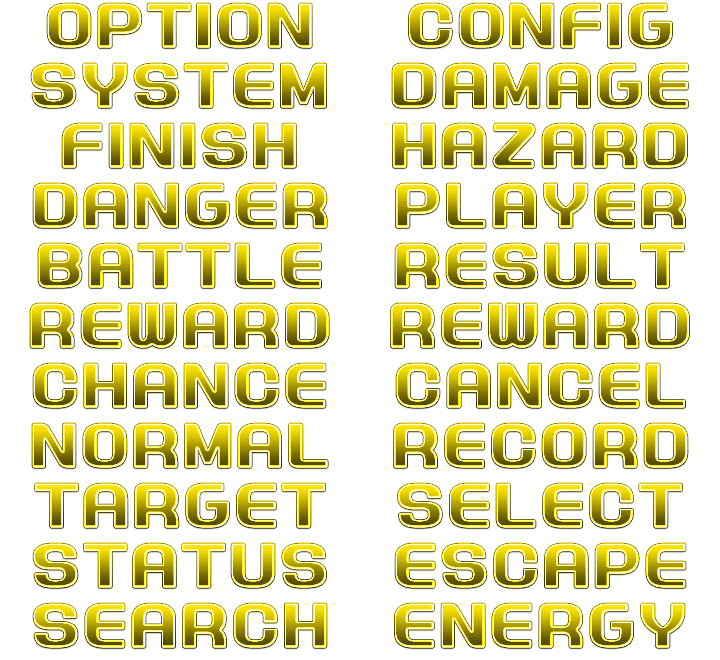 OPTION CONFIG
SYSTEM DAMAGE
FINISH HAZARD
DANGER PLAYER
BATTLE RESULT
REWARD REWARD
CHANCE CANCEL
NORMAL RECORD
TARGET SELECT
STATUS ESCAPE
SEARCH ENERGY